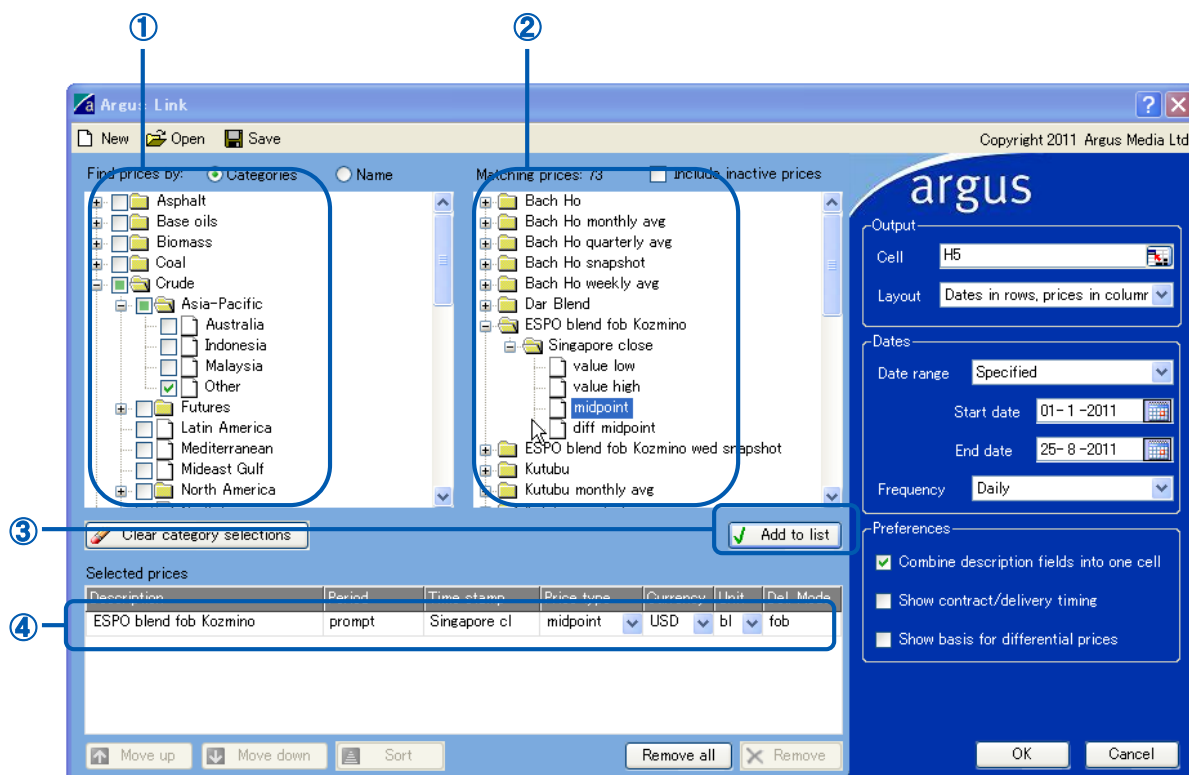 ① ②
Argus Link
New Open Save Copyright 2011 Argus Media Ltd
Find prices by: Categories Name Matching prices: 73 Include inactive prices
Asphalt
Base oils
Biomass
Coal
Crude
Asia-Pacific
Australia
Indonesia
Malaysia
Other
Futures
Latin America
Mediterranean
Mideast Gulf
North America
Bach Ho
Bach Ho monthly avg
Bach Ho quarterly avg
Bach Ho snapshot
Bach Ho weekly avg
Dar Blend
ESPO blend fob Kozmino
Singapore close
value low
value high
midpoint
diff midpoint
ESPO blend fob Kozmino wed snapshot
Kutubu
Kutubu monthly avg
③
Clear category selections Add to list
Selected prices
Description Period Time stamp Price type Currency Unit Del. Mode
④
ESPO blend fob Kozmino prompt Singapore cl midpoint USD bl fob
Move up Move down Sort Remove all Remove
argus
Output
Cell H5
Layout Dates in rows, prices in columr
Dates
Date range Specified
Start date 01- 1 -2011
End date 25- 8 -2011
Frequency Daily
Preferences
Combine description fields into one cell
Show contract/delivery timing
Show basis for differential prices
OK Cancel